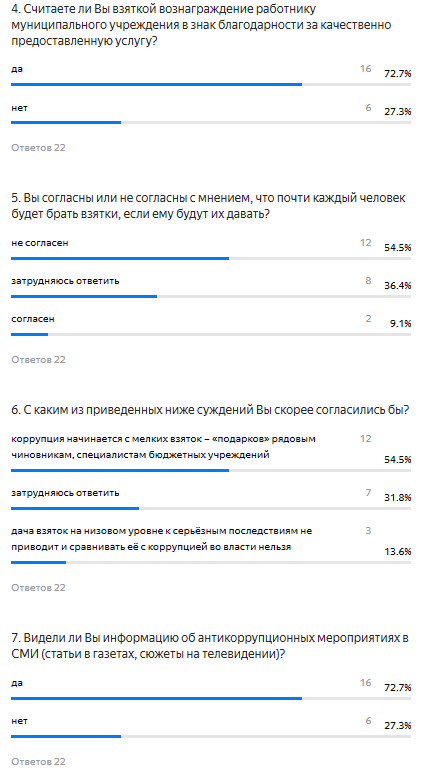 4. Считаете ли Вы взяткой вознаграждение работнику
муниципального учреждения в знак благодарности за качественно
предоставленную услугу?
да 16 72.7%
нет 6 27.3%
Ответов 22
5. Вы согласны или не согласны с мнением, что почти каждый человек
будет брать взятки, если ему будут их давать?
не согласен 12 54.5%
затрудняюсь ответить 8 36.4%
согласен 2 9.1%
Ответов 22
6. С каким из приведенных ниже суждений Вы скорее согласились бы?
коррупция начинается с мелких взяток – «подарков» рядовым 12
чиновникам, специалистам бюджетных учреждений 54.5%
затрудняюсь ответить 7 31.8%
дача взяток на низовом уровне к серьёзным последствиям не 3
приводит и сравнивать её с коррупцией во власти нельзя 13.6%
Ответов 22
7. Видели ли Вы информацию об антикоррупционных мероприятиях в
СМИ (статьи в газетах, сюжеты на телевидении)?
да 16 72.7%
нет 6 27.3%
Ответов 22